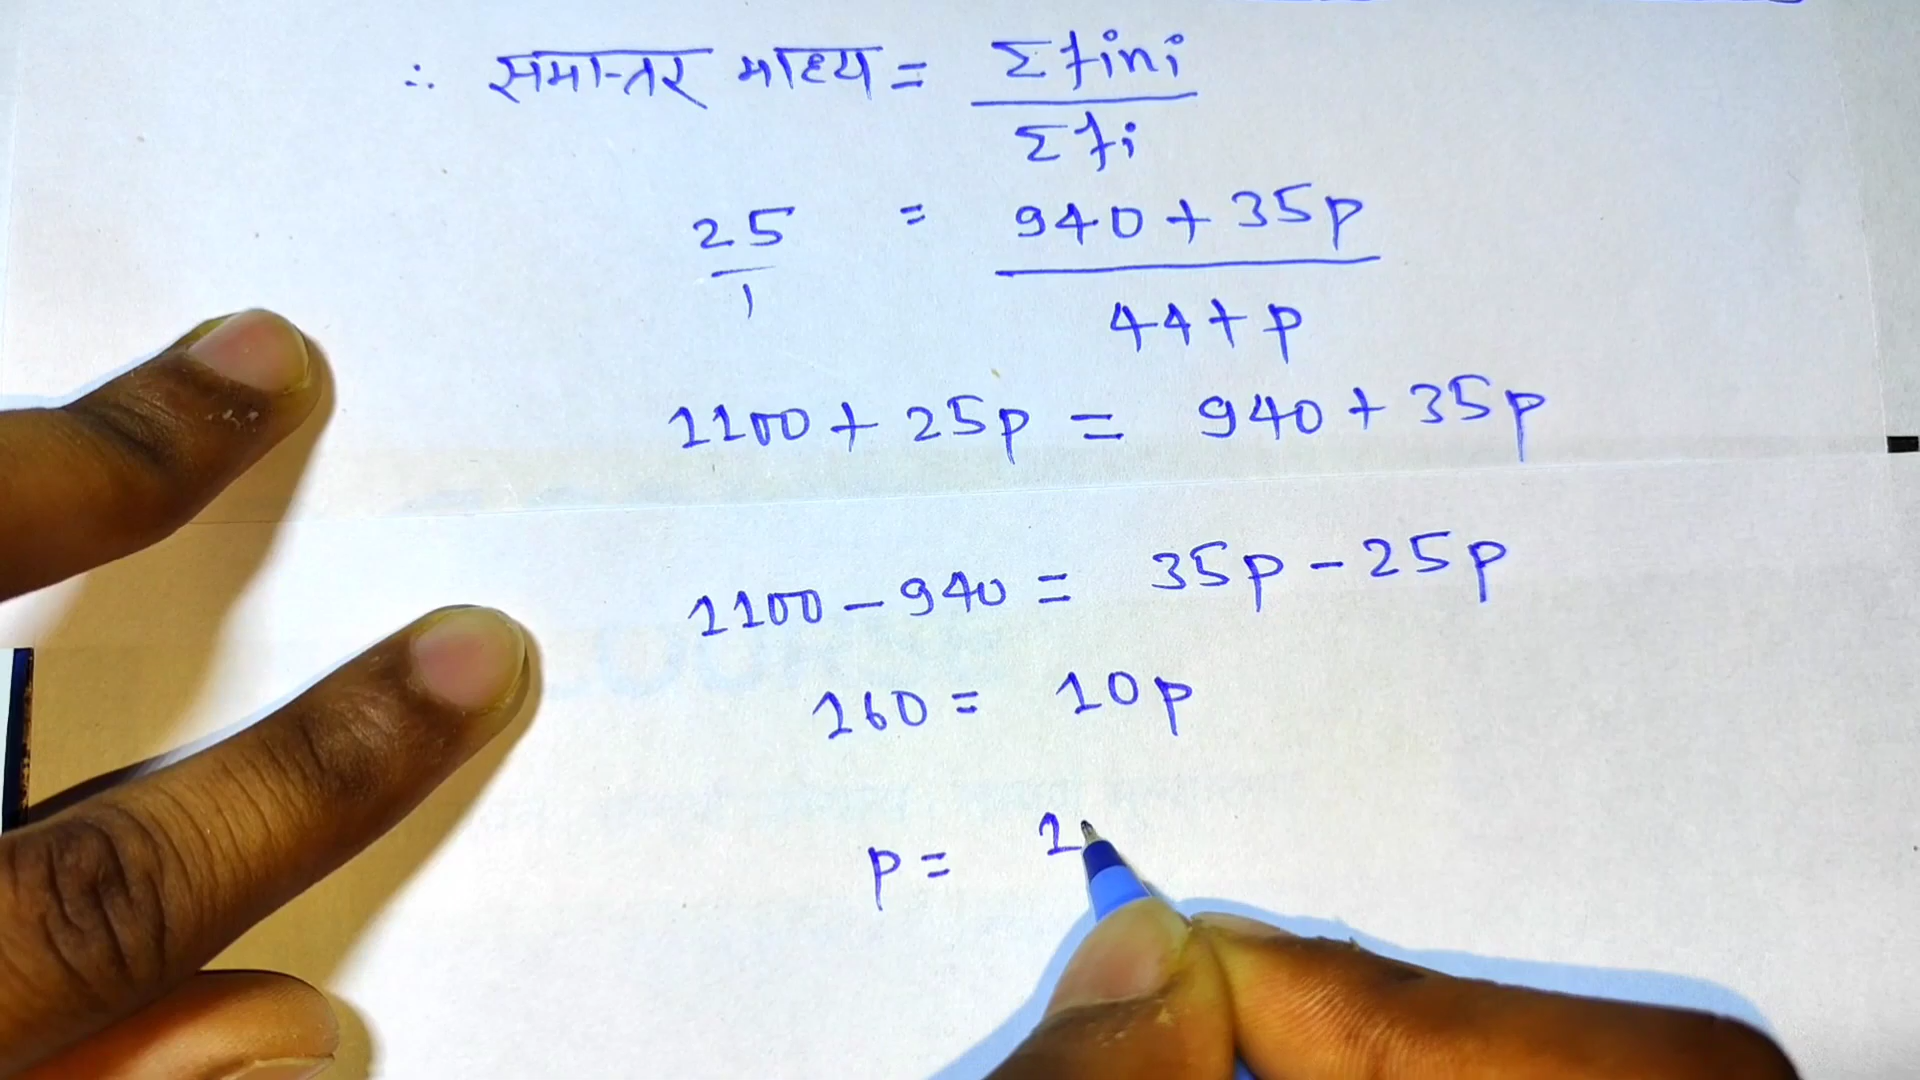 ∴ समान्तर माध्य = Σfini
Σfi
25 = 940 + 35p
1 44 + p
1100 + 25p = 940 + 35p
1100 - 940 = 35p - 25p
160 = 10p
p = 1